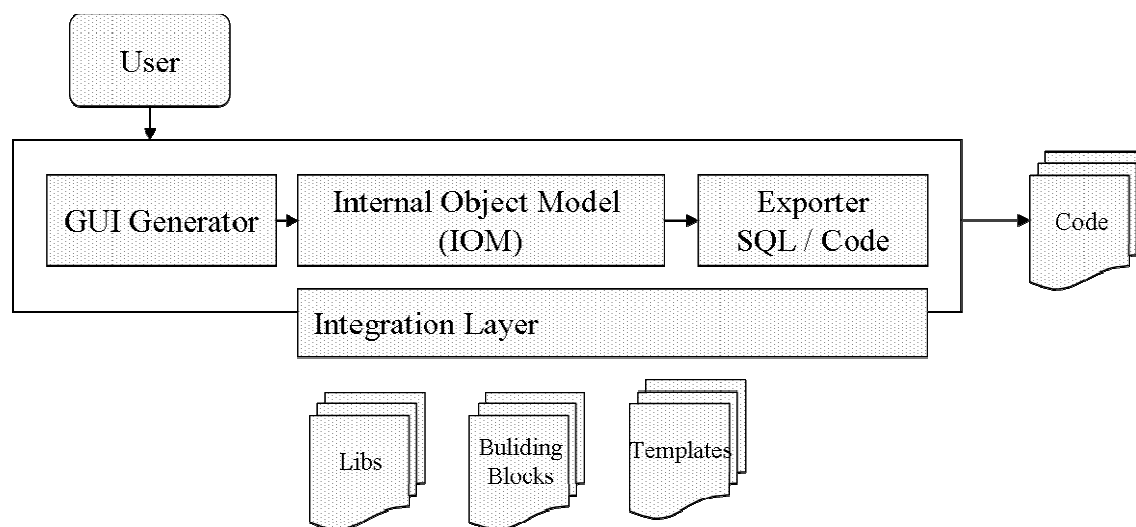 User
GUI Generator
Internal Object Model
(IOM)
Exporter
SQL / Code
Code
Integration Layer
Libs
Buliding
Blocks
Templates